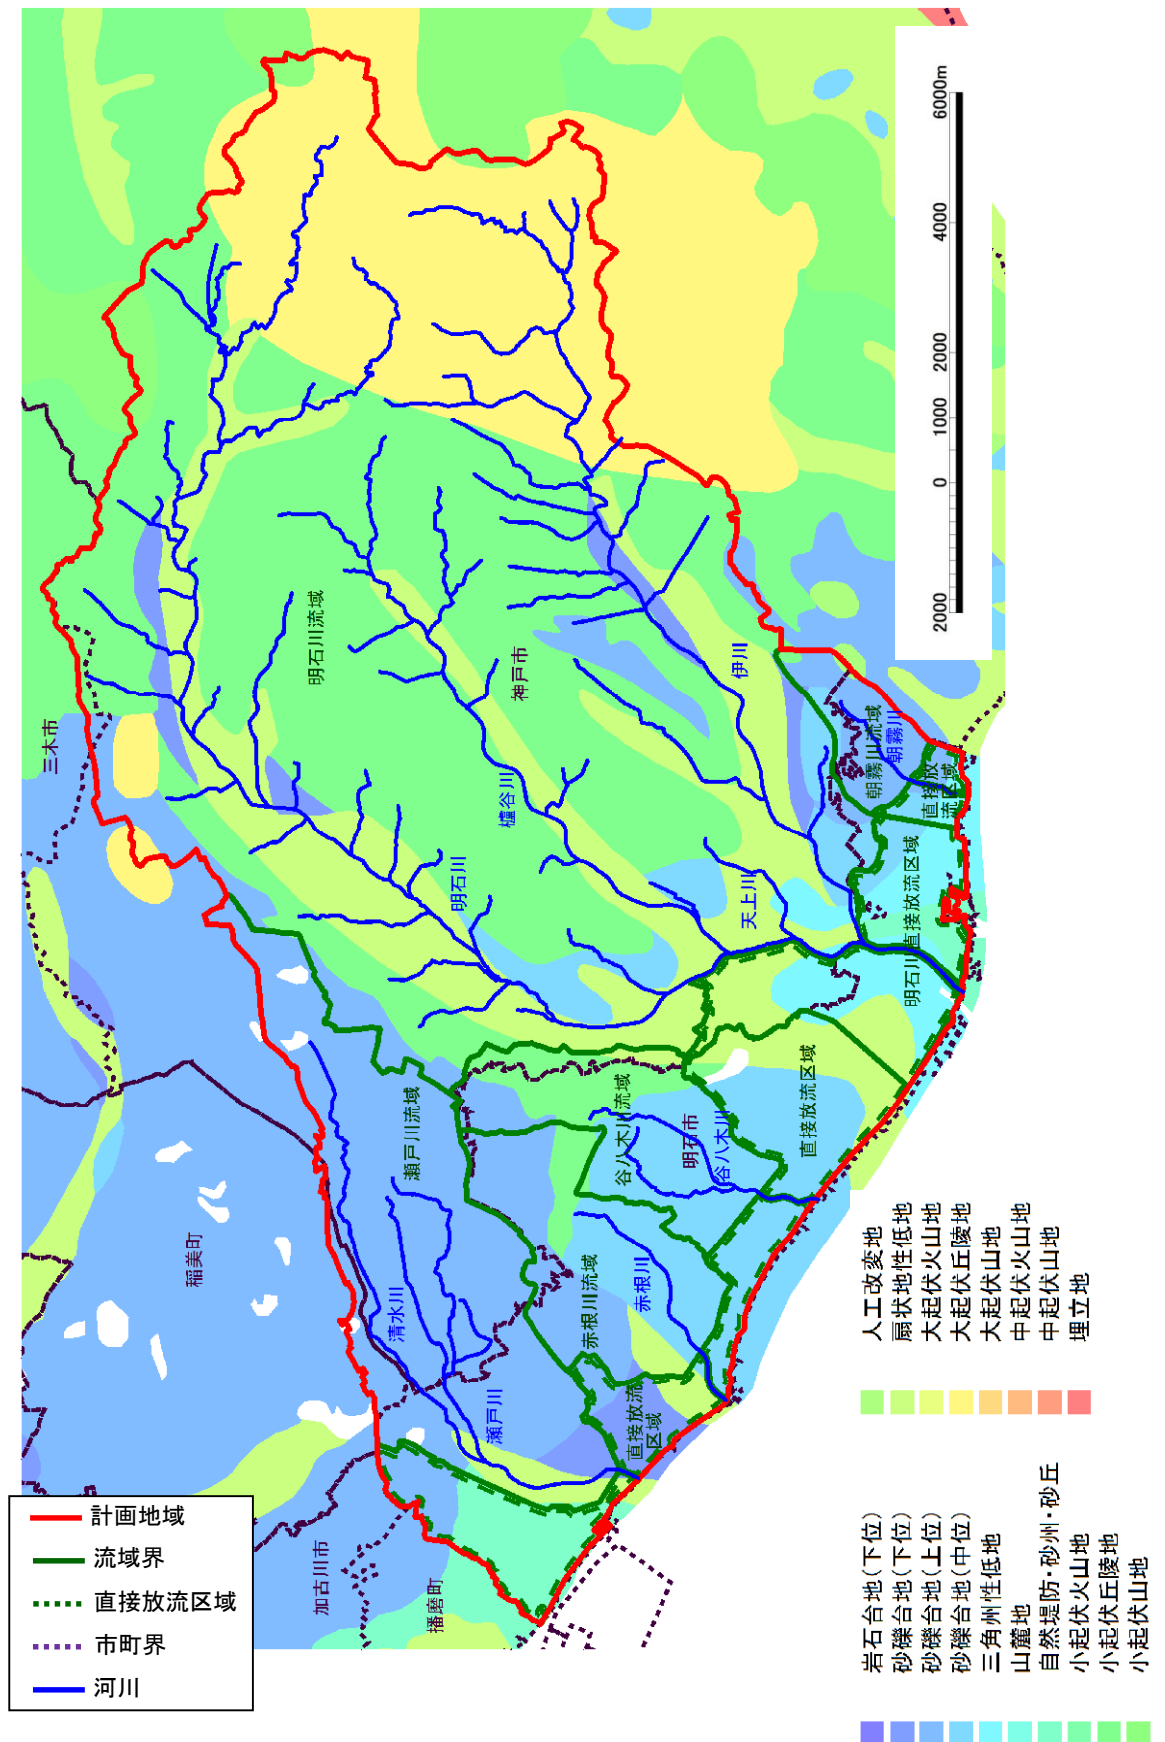 計画地域
流域界
直接放流区域
市町界
河川
三木市
稲美町
加古川市
播磨町
神戸市
明石市
明石川流域
瀬戸川流域
谷八木川流域
赤根川流域
朝霧川流域
直接放流区域
明石川直接放流区域
直接放
流区域
直接放流
区域
伊川
櫨谷川
明石川
天上川
朝霧川
谷八木川
赤根川
清水川
瀬戸川
2000
0
1000
2000
4000
6000m
岩石台地(下位)
砂礫台地(下位)
砂礫台地(上位)
砂礫台地(中位)
三角州性低地
山麓地
自然堤防・砂州・砂丘
小起伏火山地
小起伏丘陵地
小起伏山地
人工改変地
扇状地性低地
大起伏火山地
大起伏丘陵地
大起伏山地
中起伏火山地
中起伏山地
埋立地